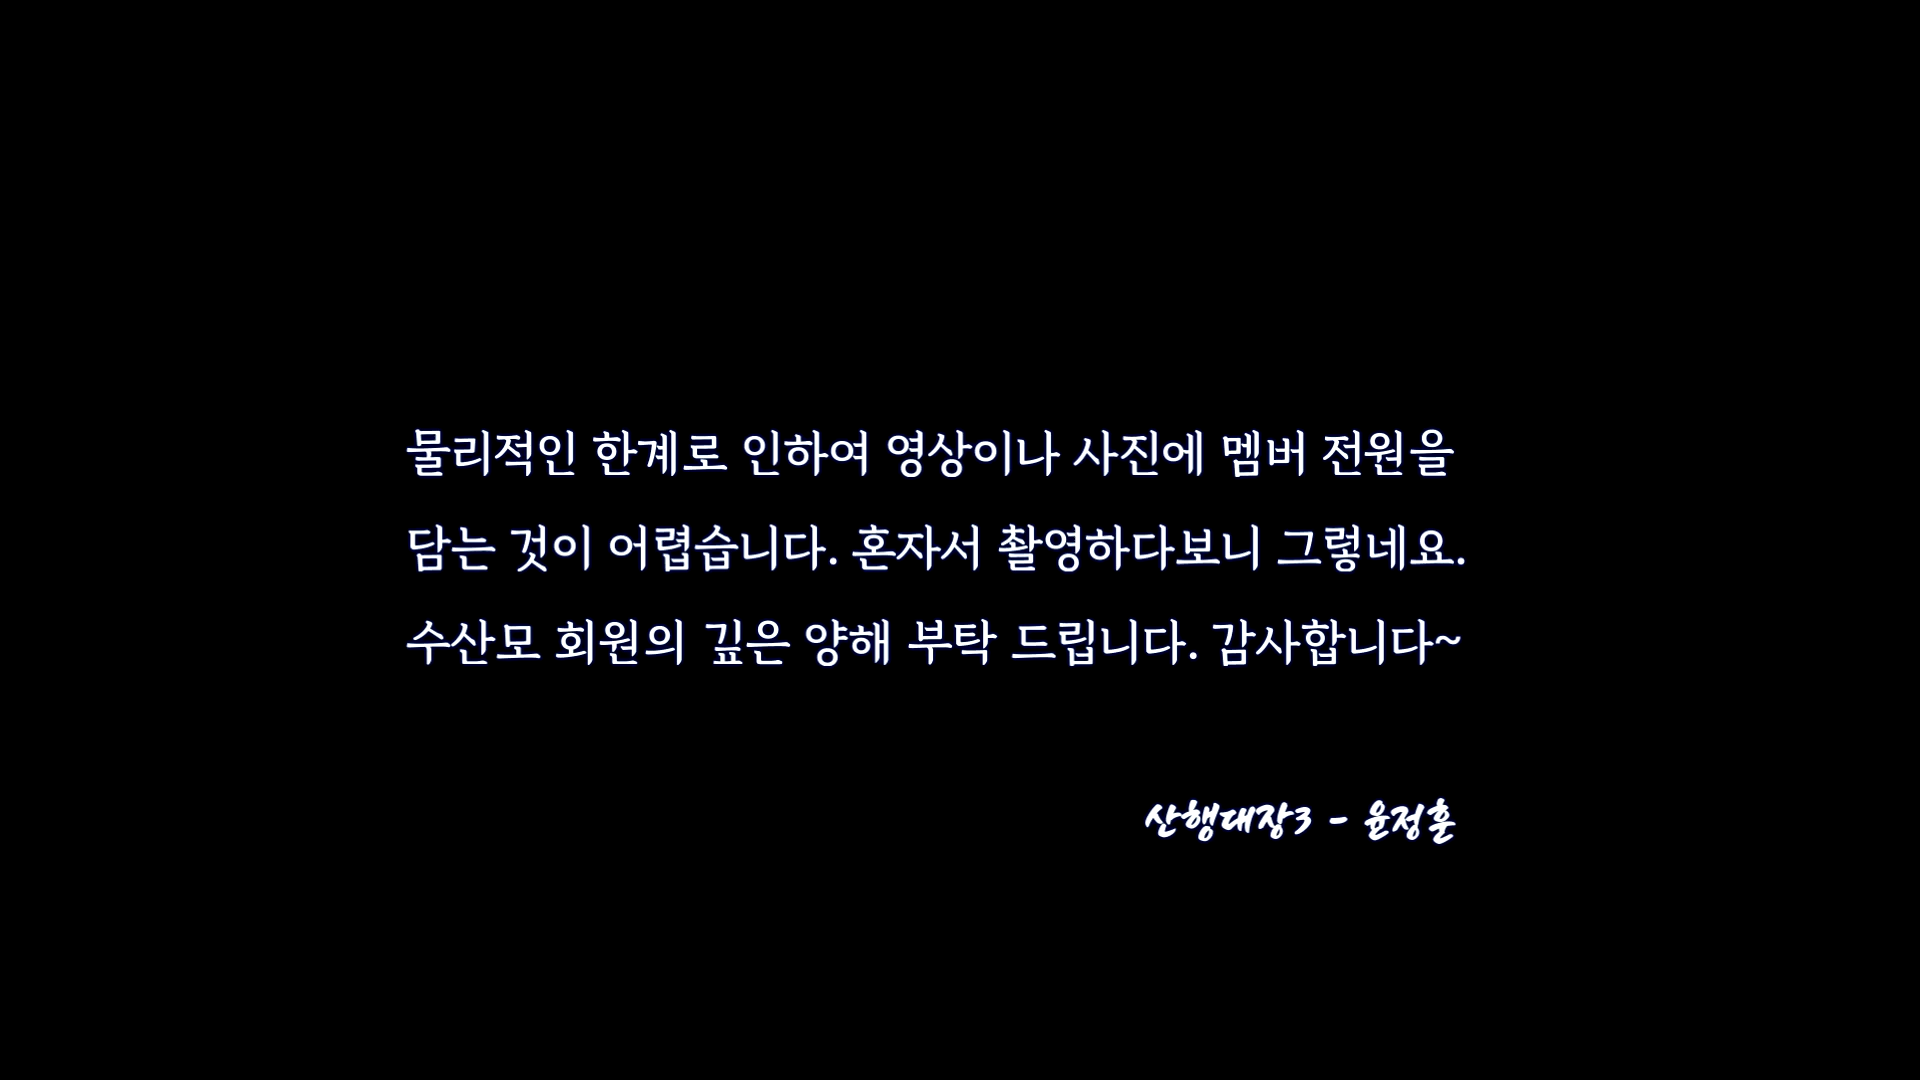 물리적인 한계로 인하여 영상이나 사진에 멤버 전원을
담는 것이 어렵습니다. 혼자서 촬영하다보니 그렇네요.
수산모 회원의 깊은 양해 부탁 드립니다. 감사합니다~
산행대장3 - 윤정훈